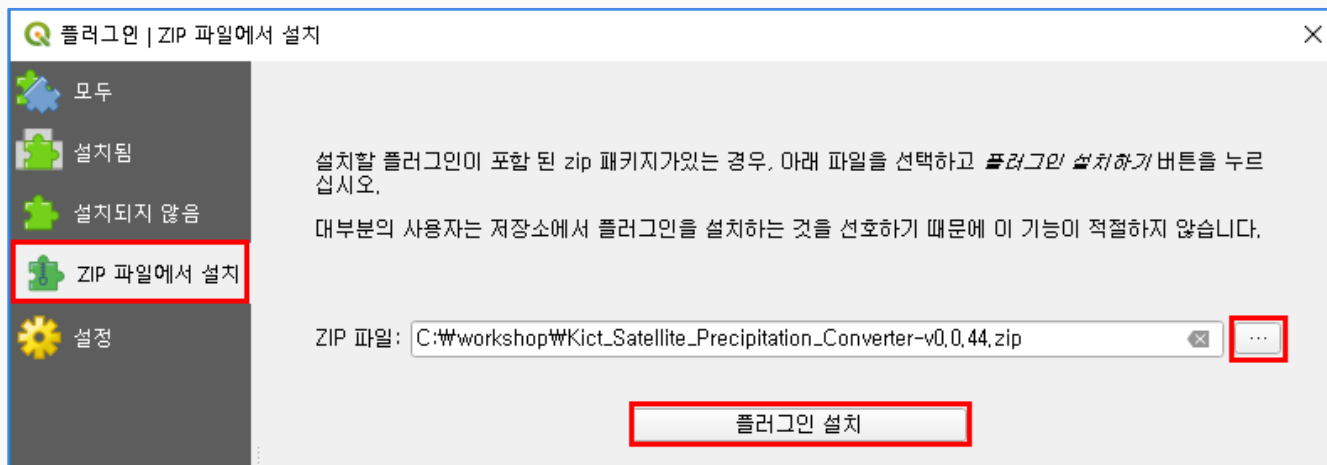 플러그인 | ZIP 파일에서 설치
모두
설치됨
설치되지 않음
ZIP 파일에서 설치
설정
설치할 플러그인이 포함 된 zip 패키지가있는 경우, 아래 파일을 선택하고 플러그인 설치하기 버튼을 누르
십시오.
대부분의 사용자는 저장소에서 플러그인을 설치하는 것을 선호하기 때문에 이 기능이 적절하지 않습니다.
ZIP 파일: C:₩workshop₩Kict_Satellite_Precipitation_Converter-v0.0.44.zip
...
플러그인 설치